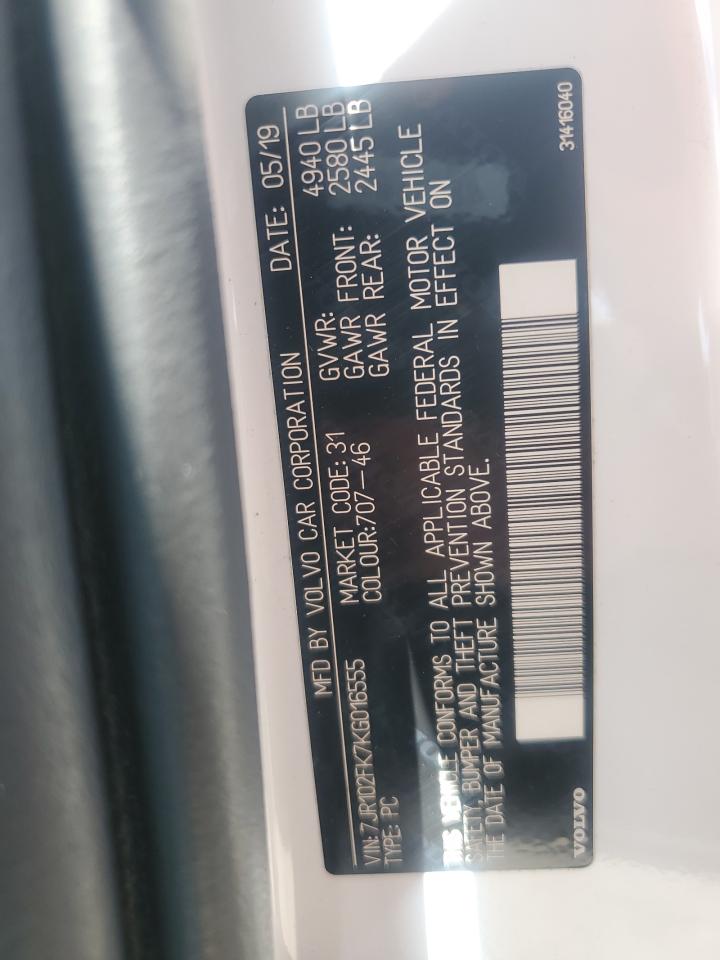 MFD BY VOLVO CAR CORPORATION DATE: 05/19
VIN: 7JR102FK7KG016555 GVWR: 4940 LB
TYPE: PC MARKET CODE: 31 GAWR FRONT: 2580 LB
COLOUR:707-46 GAWR REAR: 2445 LB
THIS VEHICLE CONFORMS TO ALL APPLICABLE FEDERAL MOTOR VEHICLE
SAFETY, BUMPER AND THEFT PREVENTION STANDARDS IN EFFECT ON
THE DATE OF MANUFACTURE SHOWN ABOVE.
VOLVO 31416040